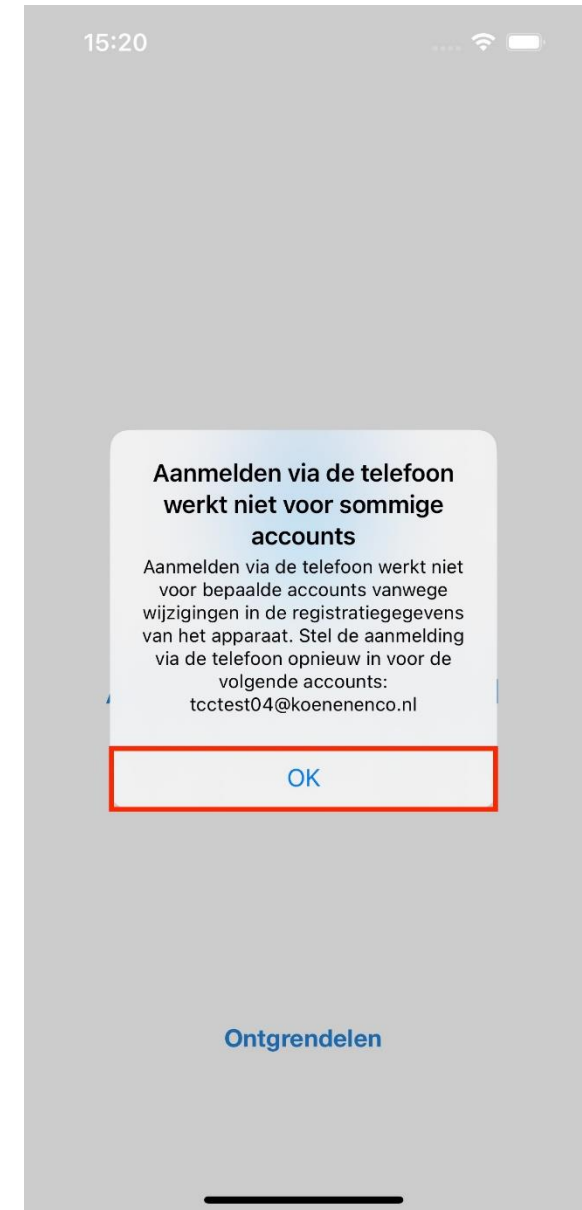 15:20
Aanmelden via de telefoon
werkt niet voor sommige
accounts
Aanmelden via de telefoon werkt niet
voor bepaalde accounts vanwege
wijzigingen in de registratiegegevens
van het apparaat. Stel de aanmelding
via de telefoon opnieuw in voor de
volgende accounts:
tcctest04@koenenenco.nl
OK
Ontgrendelen